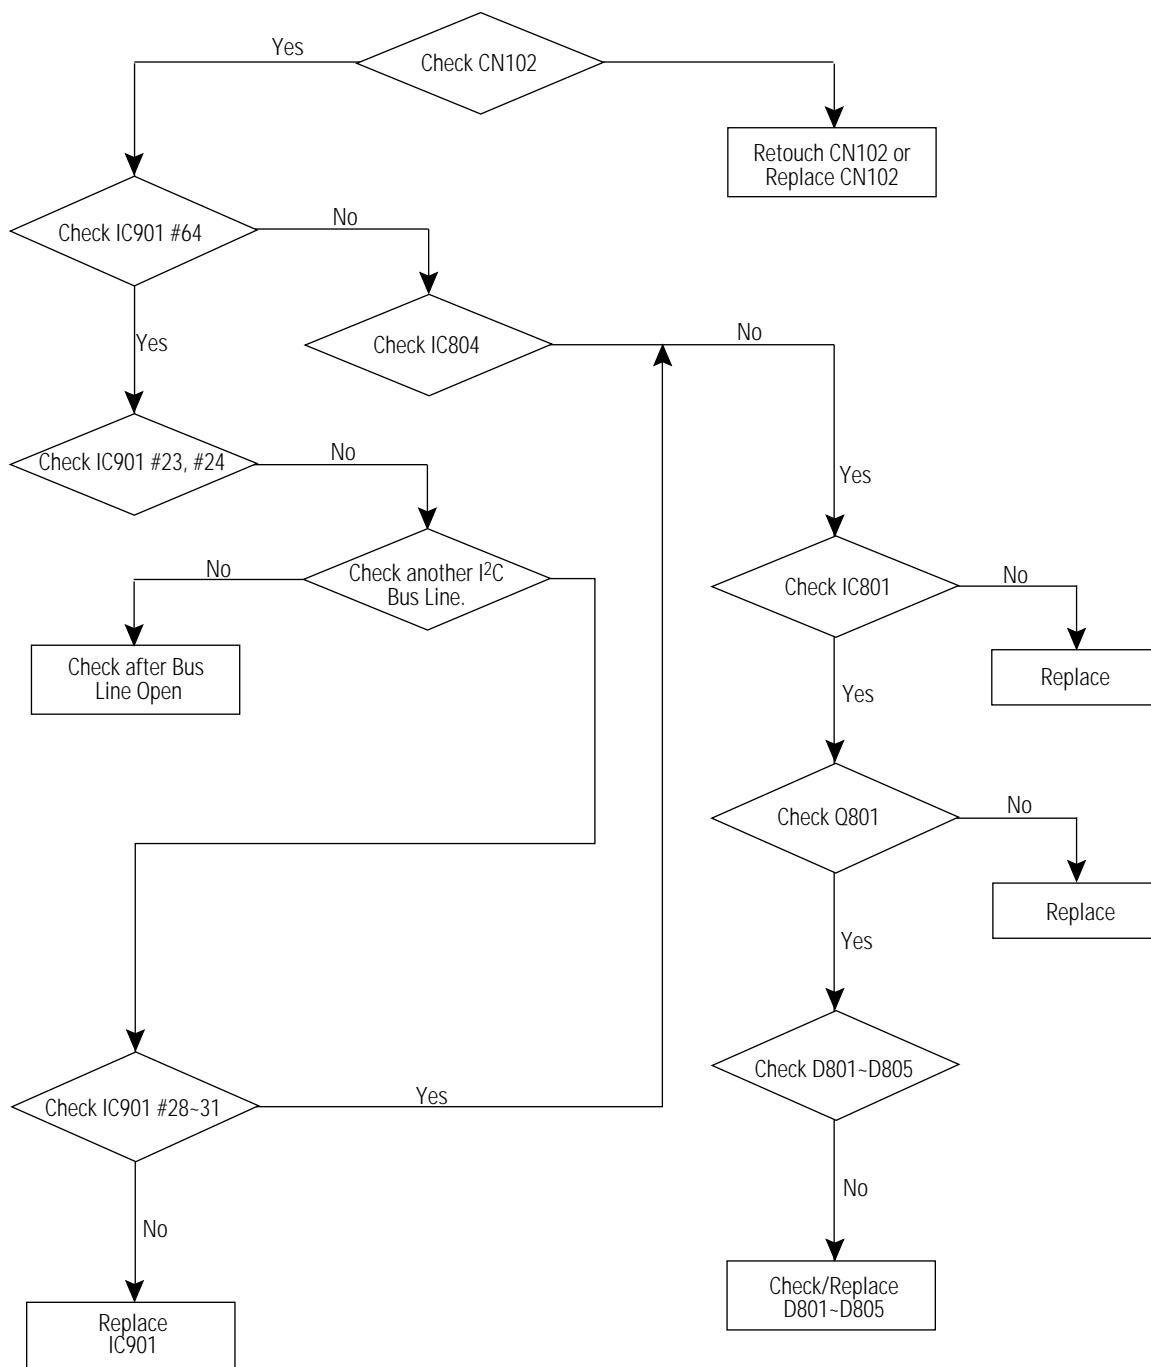 Yes
Check CN102
Retouch CN102 or
Replace CN102
Check IC901 #64
No
Yes
Check IC804
No
Check IC901 #23, #24
No
Yes
No
Check another I²C
Bus Line.
Check IC801
No
Check after Bus
Line Open
Replace
Yes
Check Q801
No
Replace
Yes
Check D801~D805
Check IC901 #28~31
Yes
No
No
Check/Replace
D801~D805
Replace
IC901